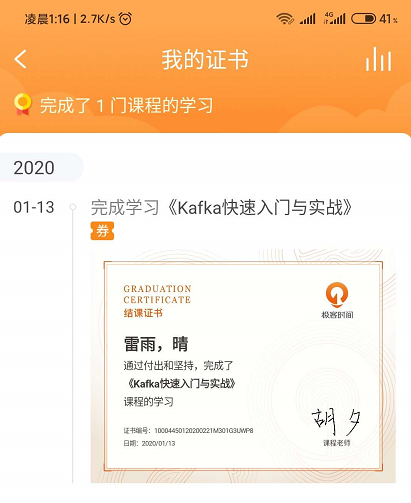 凌晨1:16 | 2.7K/s
4G
41%
我的证书
完成了 1 门课程的学习
2020
01-13
完成学习《Kafka快速入门与实战》
券
GRADUATION
CERTIFICATE
结课证书
极客时间
雷雨，晴
通过付出和坚持，完成了
《Kafka快速入门与实战》
课程的学习
胡夕
证书编号：10004450120200221M301G3UWP8
日期：2020/01/13
课程老师